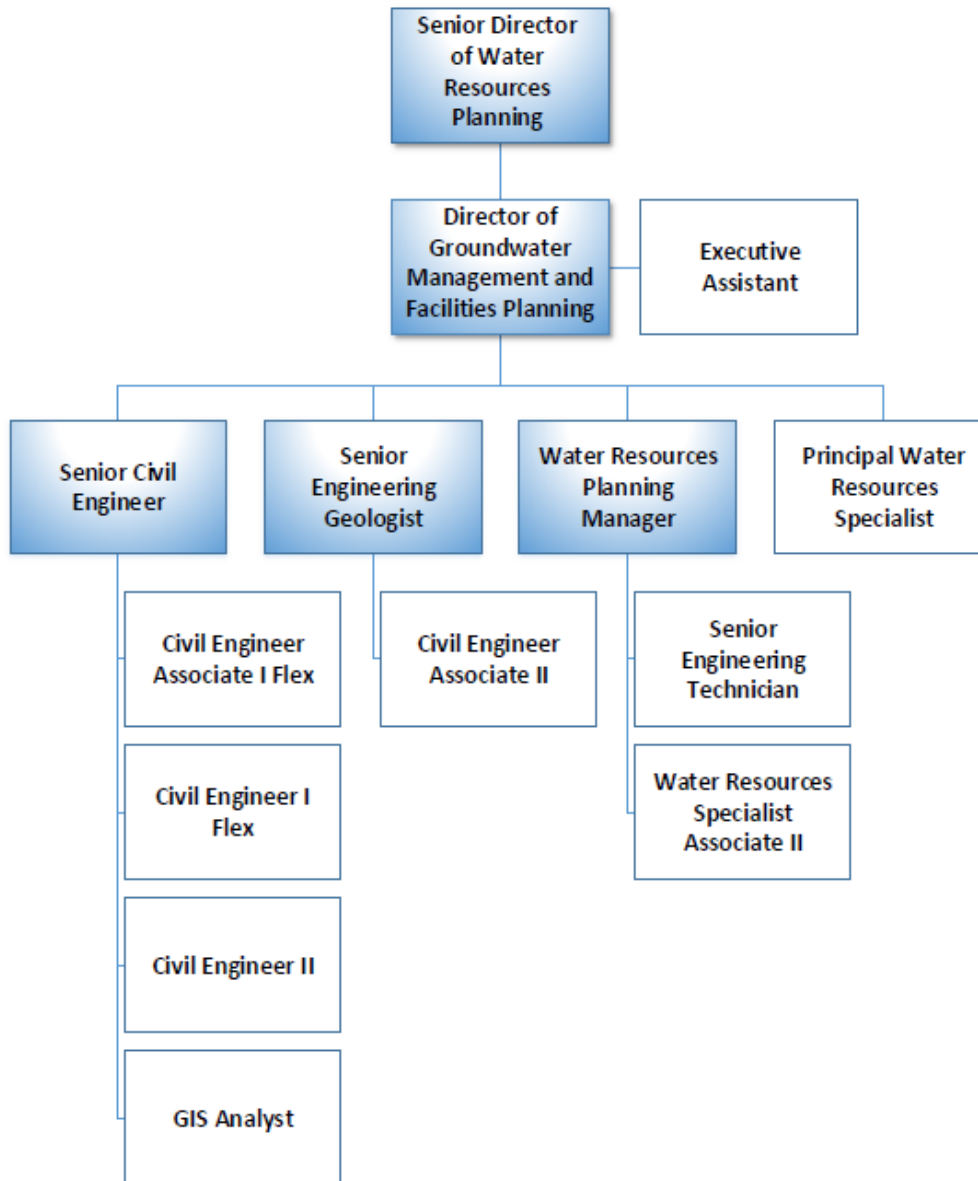 Senior Director
of Water
Resources
Planning
Director of
Groundwater
Management and
Facilities Planning
Executive
Assistant
Senior Civil
Engineer
Senior
Engineering
Geologist
Water Resources
Planning
Manager
Principal Water
Resources
Specialist
Civil Engineer
Associate I Flex
Civil Engineer I
Flex
Civil Engineer II
GIS Analyst
Civil Engineer
Associate II
Senior
Engineering
Technician
Water Resources
Specialist
Associate II